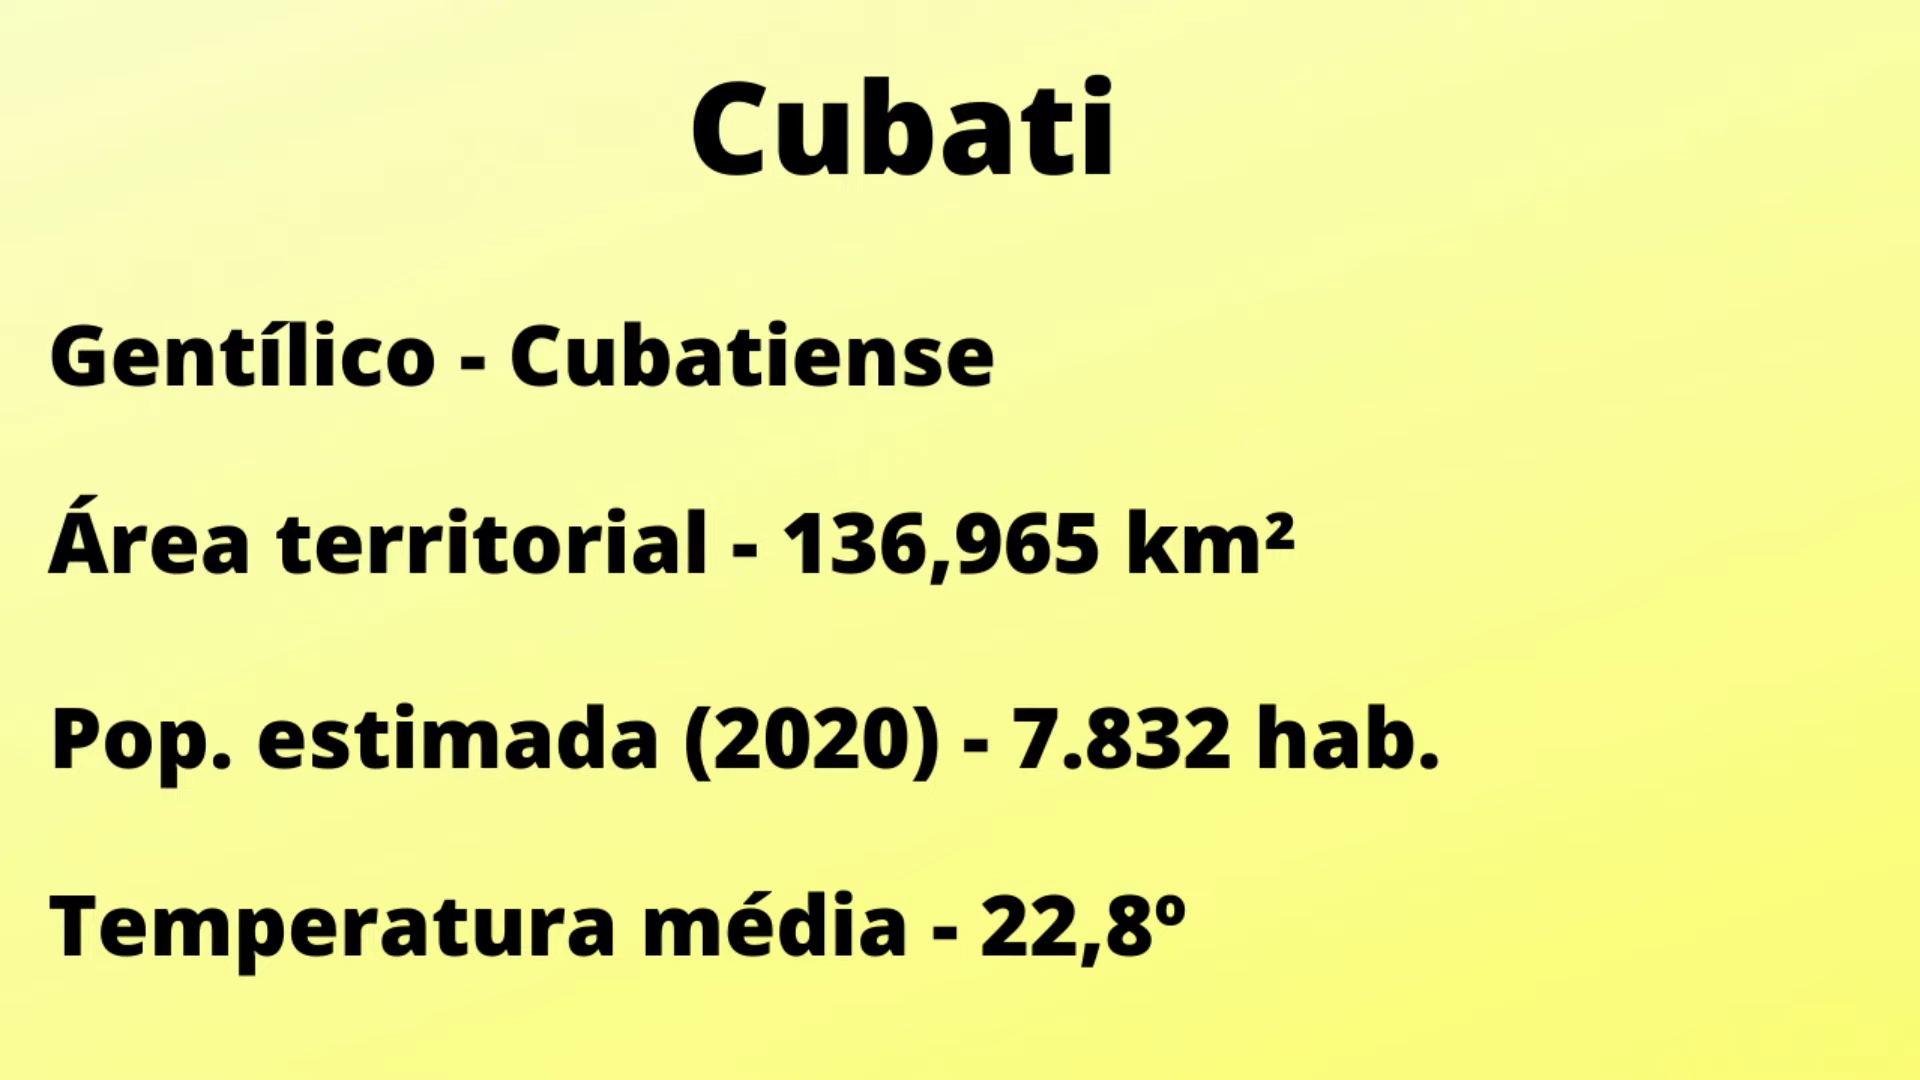 Cubati
Gentílico - Cubatiense
Área territorial - 136,965 km²
Pop. estimada (2020) - 7.832 hab.
Temperatura média - 22,8º